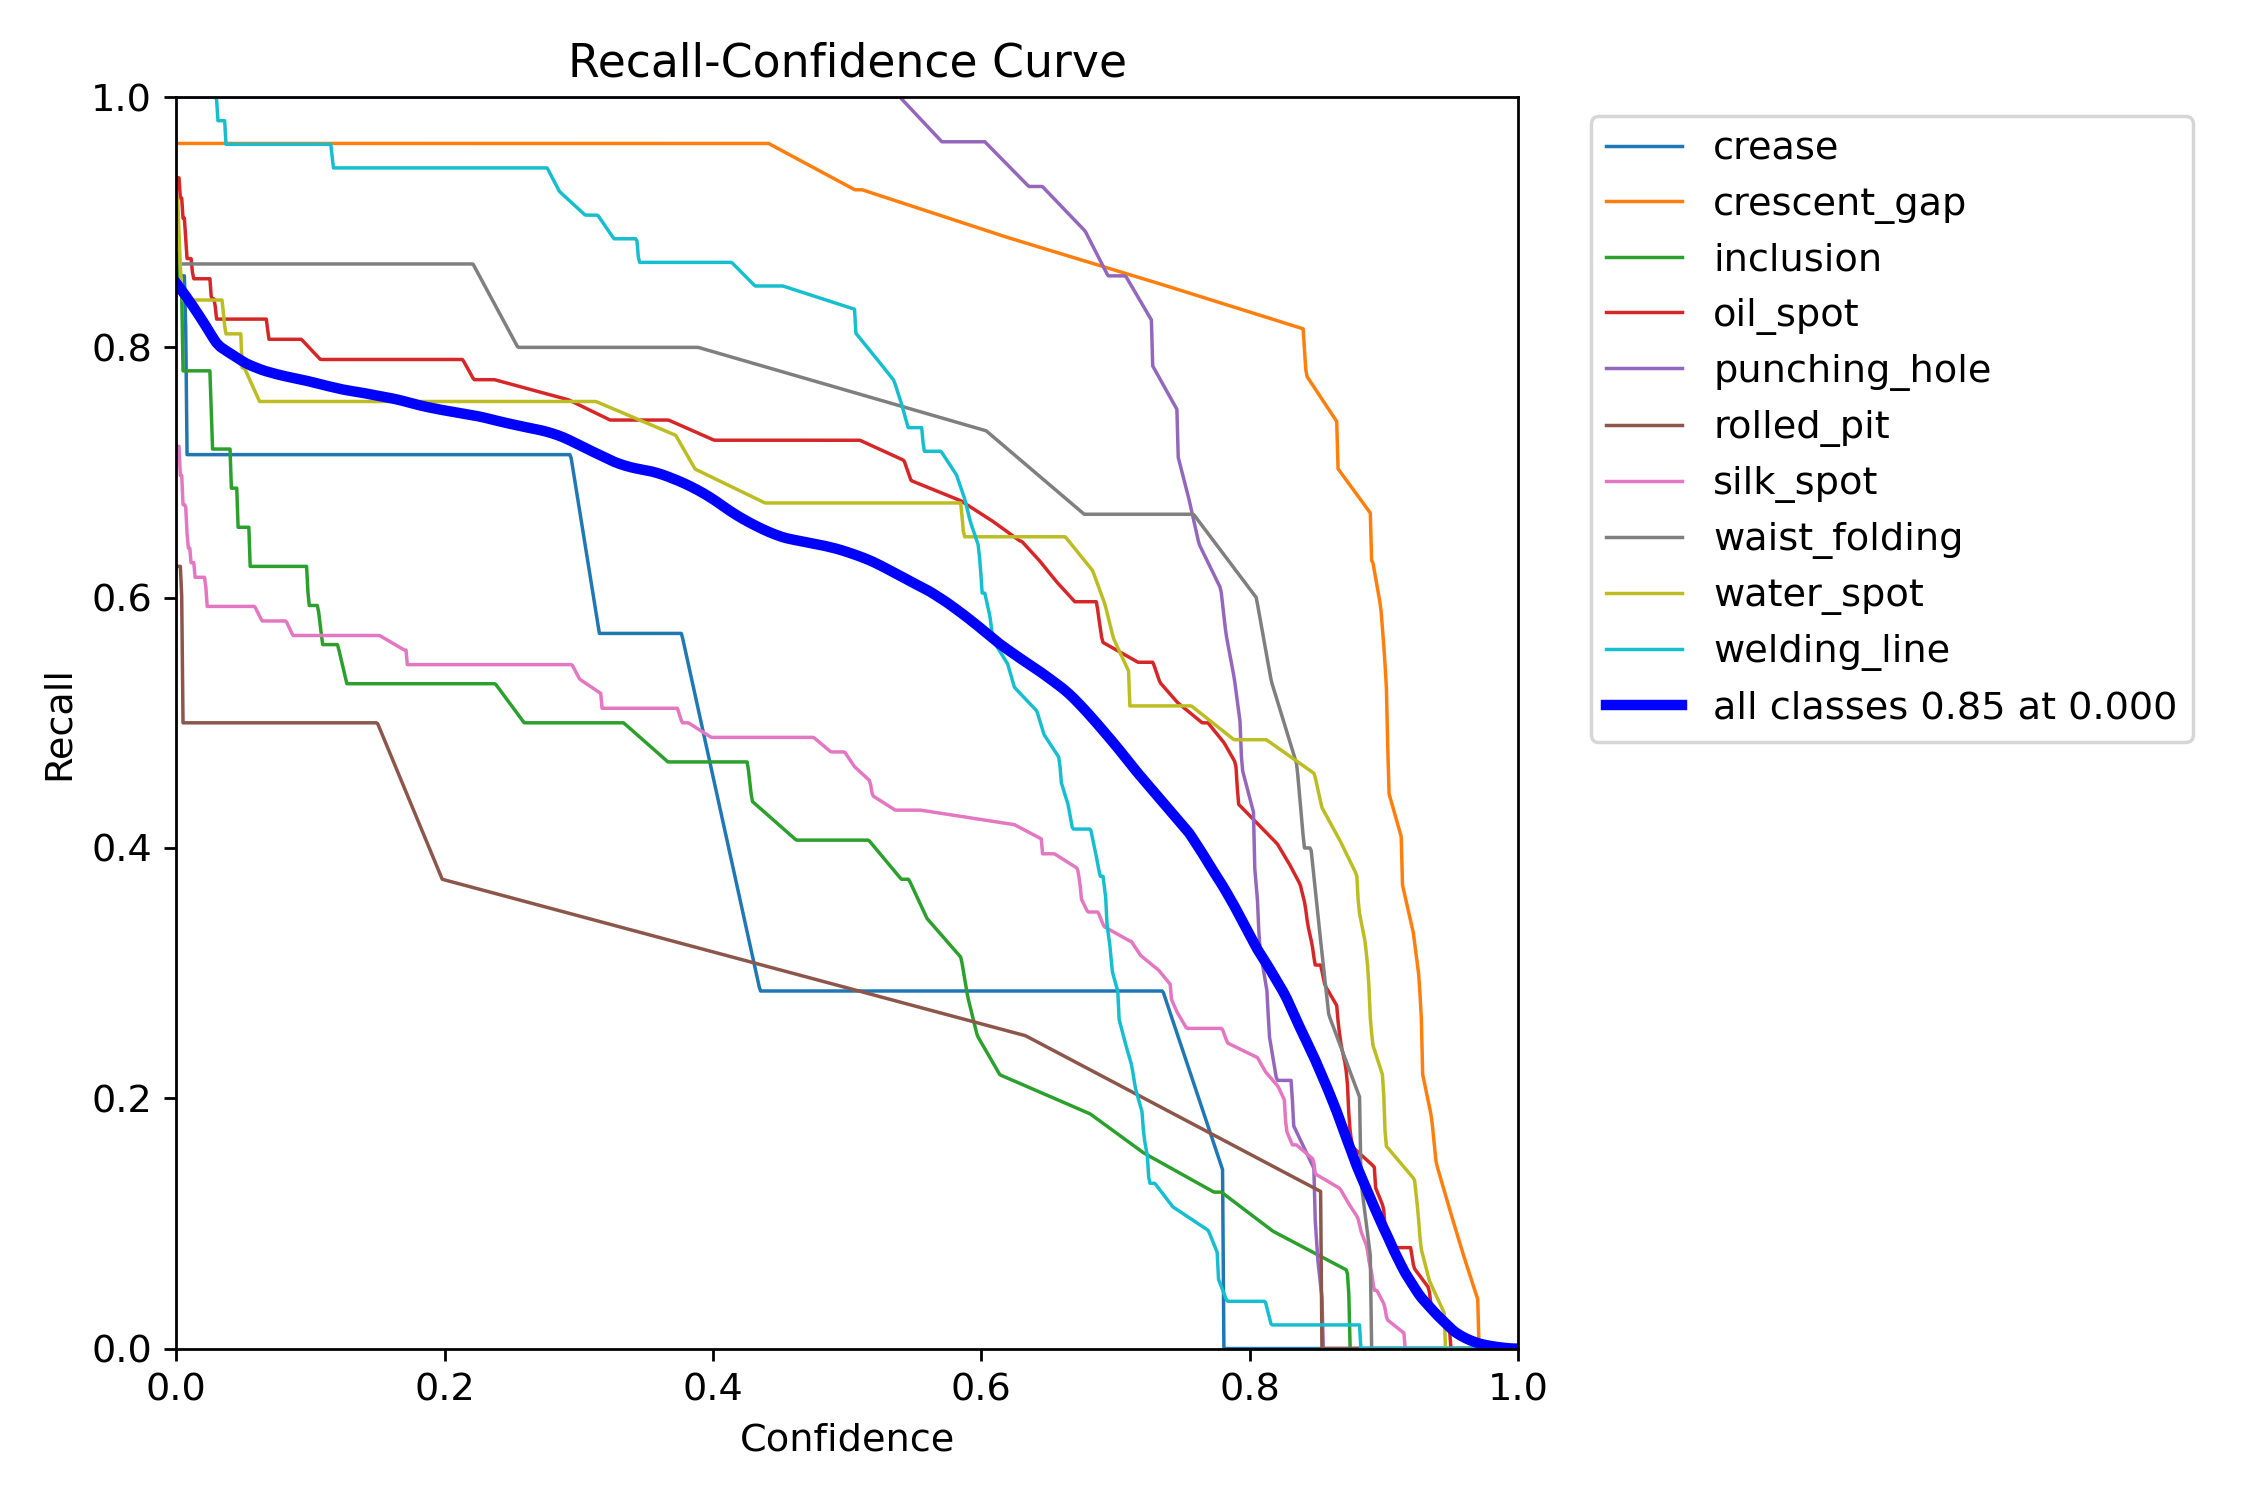 Recall-Confidence Curve
1.0
0.8
0.6
0.4
0.2
0.0
Recall
0.0 0.2 0.4 0.6 0.8 1.0
Confidence
crease
crescent_gap
inclusion
oil_spot
punching_hole
rolled_pit
silk_spot
waist_folding
water_spot
welding_line
all classes 0.85 at 0.000